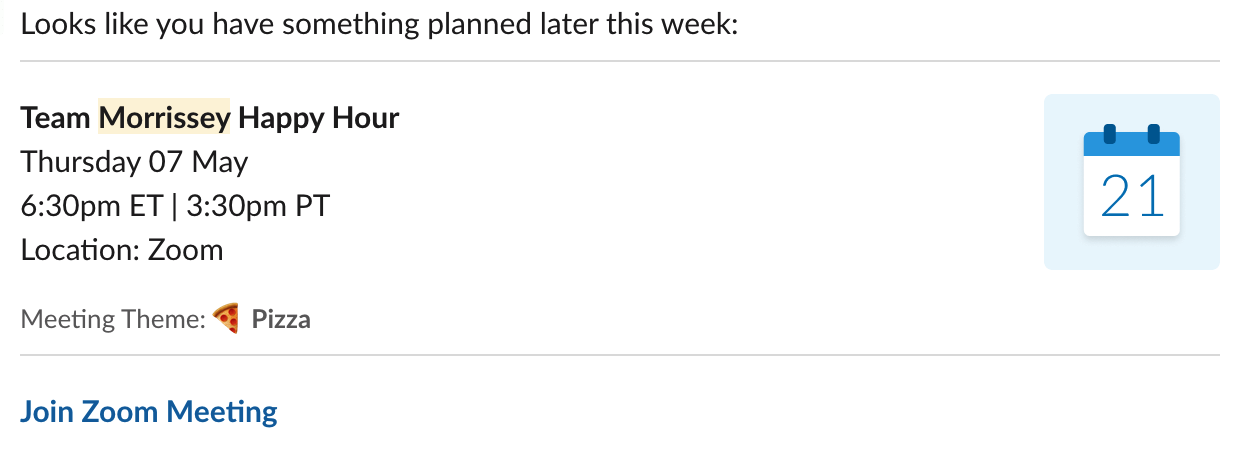 Looks like you have something planned later this week:
Team Morrissey Happy Hour
Thursday 07 May
6:30pm ET | 3:30pm PT
Location: Zoom
21
Meeting Theme: 🍕 Pizza
Join Zoom Meeting